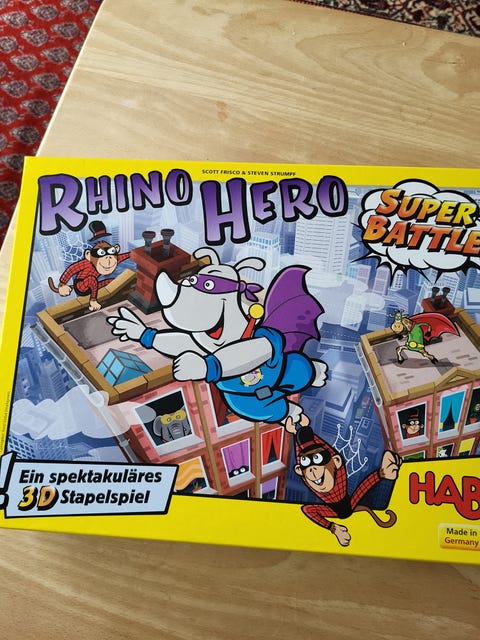 SCOTT FRISCO & STEVEN STRUMPF
RHINO HERO
SUPER
BATTLE
! Ein spektakuläres
3D Stapelspiel
HAB
Made in
Germany